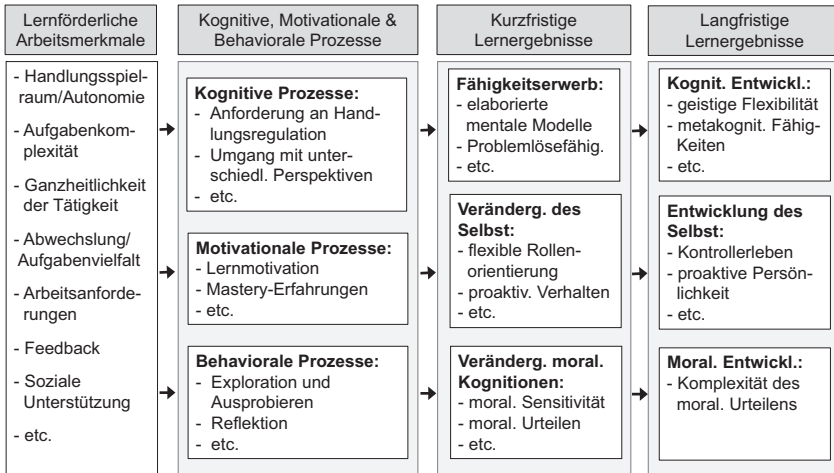 Lernförderliche
Arbeitsmerkmale
- Handlungsspiel-
raum/Autonomie
- Aufgabenkom-
plexität
- Ganzheitlichkeit
der Tätigkeit
- Abwechslung/
Aufgabenvielfalt
- Arbeitsanforde-
rungen
- Feedback
- Soziale
Unterstützung
- etc.
Kognitive, Motivationale &
Behaviorale Prozesse
Kognitive Prozesse:
- Anforderung an Hand-
lungsregulation
- Umgang mit unter-
schiedl. Perspektiven
- etc.
Motivationale Prozesse:
- Lernmotivation
- Mastery-Erfahrungen
- etc.
Behaviorale Prozesse:
- Exploration und
Ausprobieren
- Reflektion
- etc.
Kurzfristige
Lernergebnisse
Fähigkeitserwerb:
- elaborierte
mentale Modelle
- Problemlösefähig.
- etc.
Veränderg. des
Selbst:
- flexible Rollen-
orientierung
- proaktiv. Verhalten
- etc.
Veränderg. moral.
Kognitionen:
- moral. Sensitivität
- moral. Urteilen
- etc.
Langfristige
Lernergebnisse
Kognit. Entwickl.:
- geistige Flexibilität
- metakognit. Fähig-
Keiten
- etc.
Entwicklung des
Selbst:
- Kontrollerleben
- proaktive Persön-
lichkeit
- etc.
Moral. Entwickl.:
- Komplexität des
moral. Urteilens